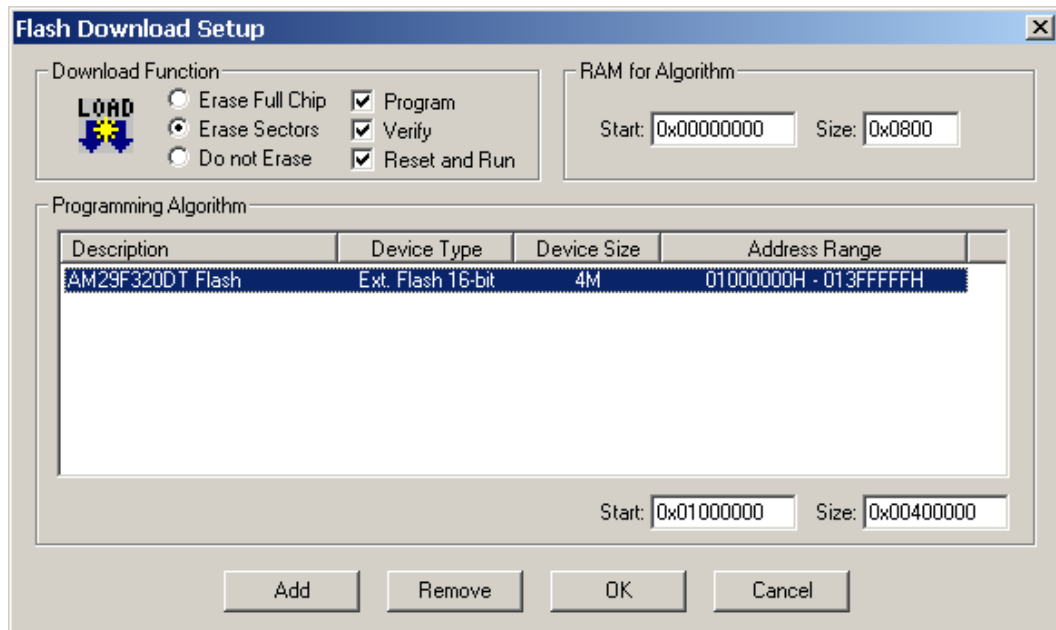 Flash Download Setup
Download Function
LOAD
Erase Full Chip
Erase Sectors
Do not Erase
Program
Verify
Reset and Run
RAM for Algorithm
Start: 0x00000000 Size: 0x0800
Programming Algorithm
Description Device Type Device Size Address Range
AM29F320DT Flash Ext. Flash 16-bit 4M 01000000H - 013FFFFFH
Start: 0x01000000 Size: 0x00400000
Add Remove OK Cancel